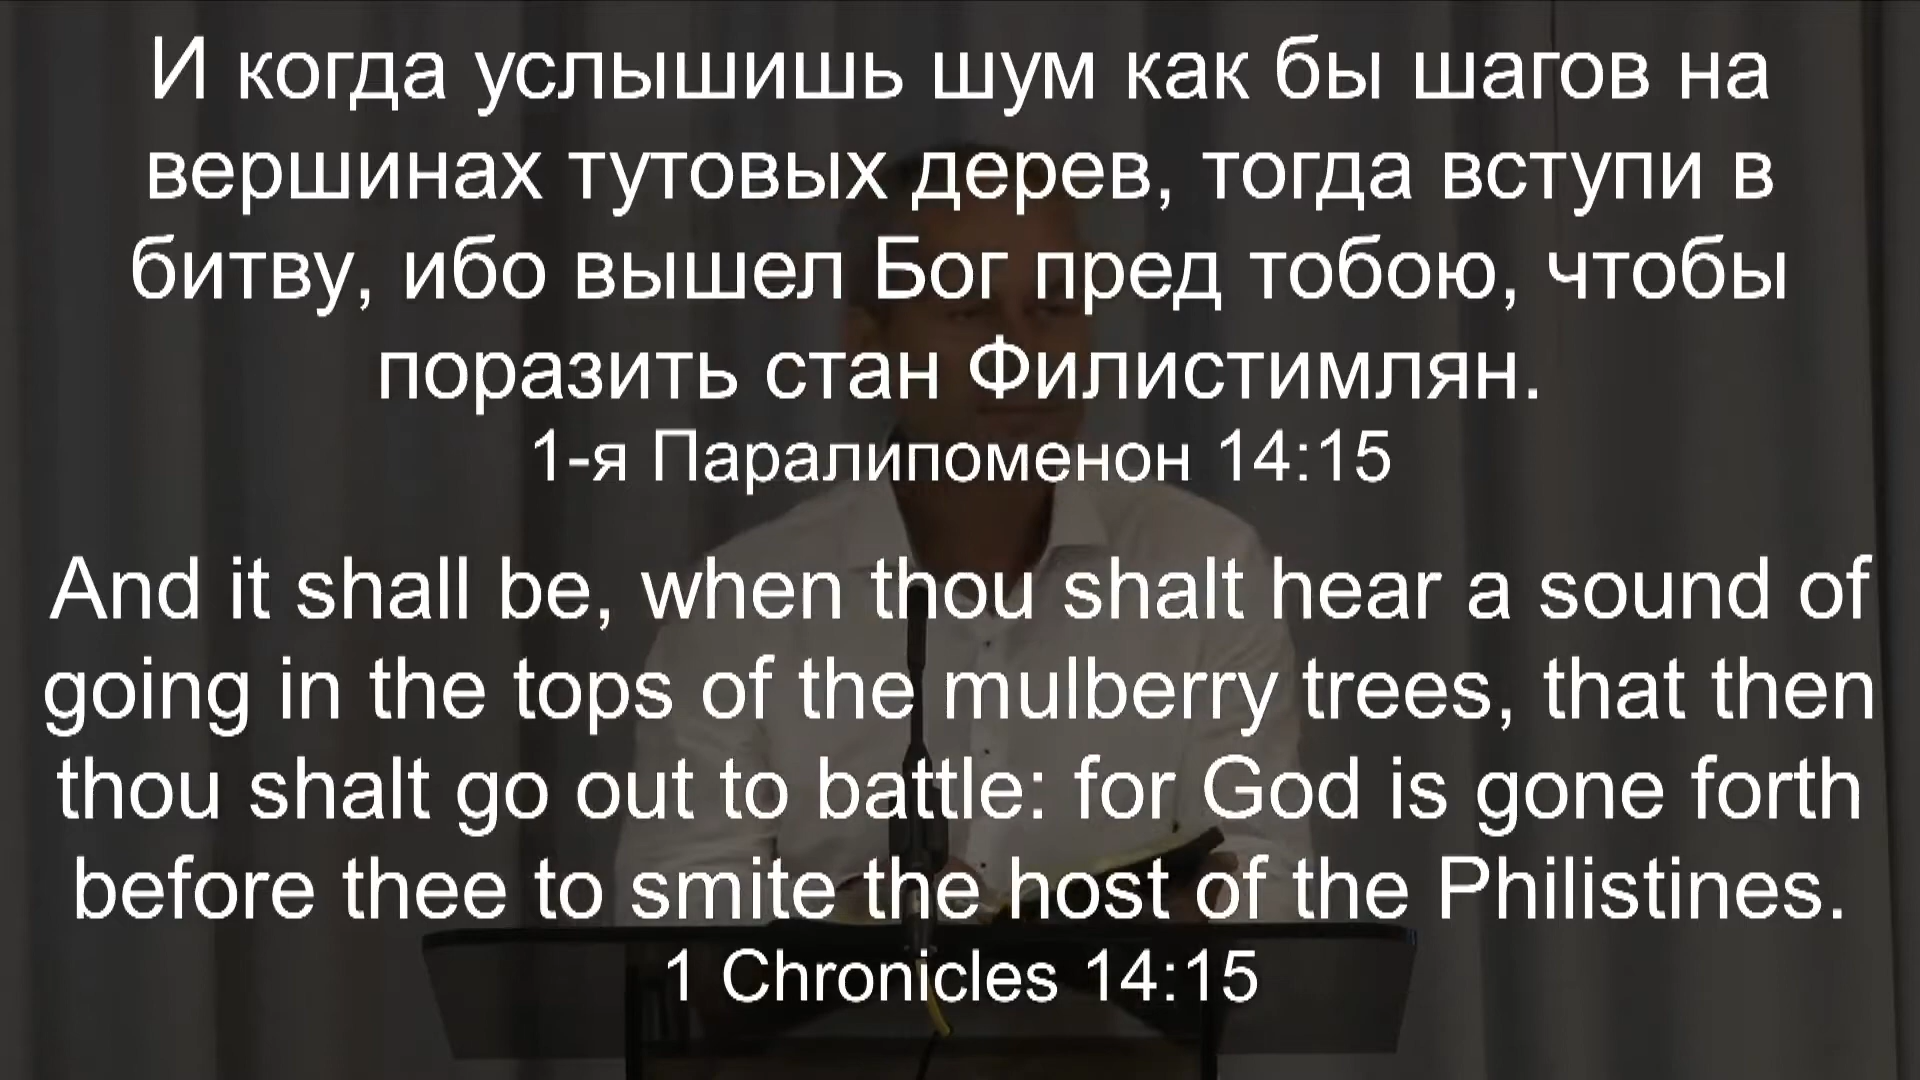 И когда услышишь шум как бы шагов на
вершинах тутовых дерев, тогда вступи в
битву, ибо вышел Бог пред тобою, чтобы
поразить стан Филистимлян.
1-я Паралипоменон 14:15
And it shall be, when thou shalt hear a sound of
going in the tops of the mulberry trees, that then
thou shalt go out to battle: for God is gone forth
before thee to smite the host of the Philistines.
1 Chronicles 14:15